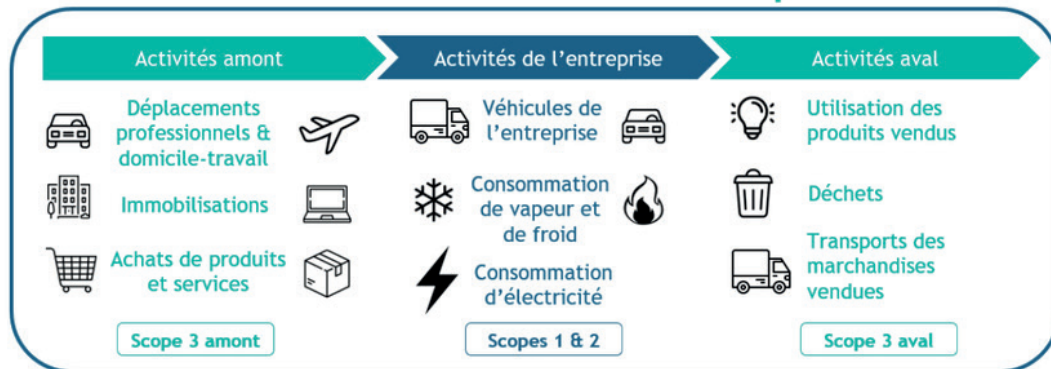 Activités amont
Activités de l'entreprise
Activités aval
Déplacements
professionnels &
domicile-travail
Immobilisations
Achats de produits
et services
Scope 3 amont
Véhicules de
l'entreprise
Consommation
de vapeur et
de froid
Consommation
d'électricité
Scopes 1 & 2
Utilisation des
produits vendus
Déchets
Transports des
marchandises
vendues
Scope 3 aval